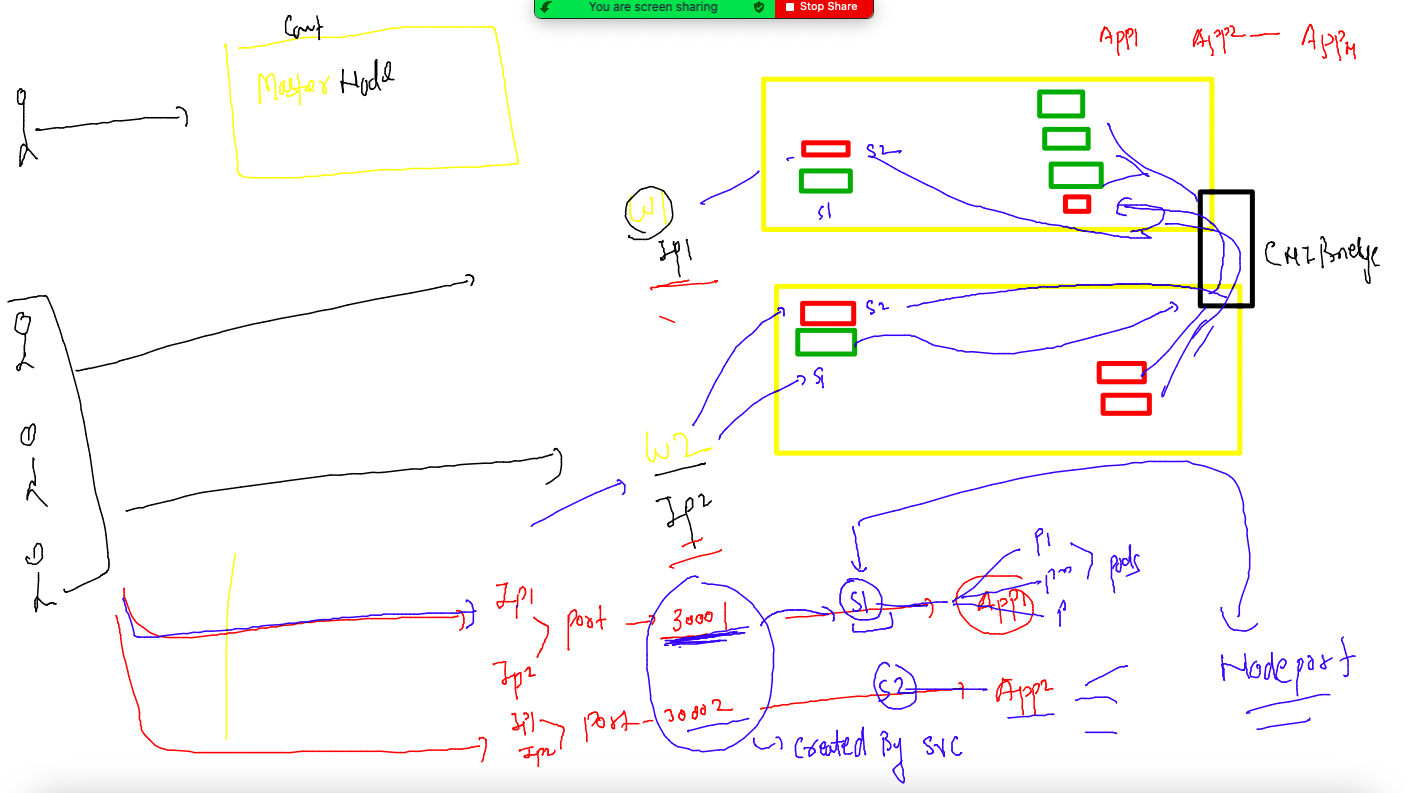 You are screen sharing
Stop Share
Cont
Master Node
App1 App2 — AppN
S2
S1
W1
Ip1
CNI Bridge
S2
S1
W2
Ip2
P1
pm
P
pods
Ip1
Ip2
port
30001
S1
App1
Nodeport
S2
App2
Ip1
Ip2
port
30002
Created By svc